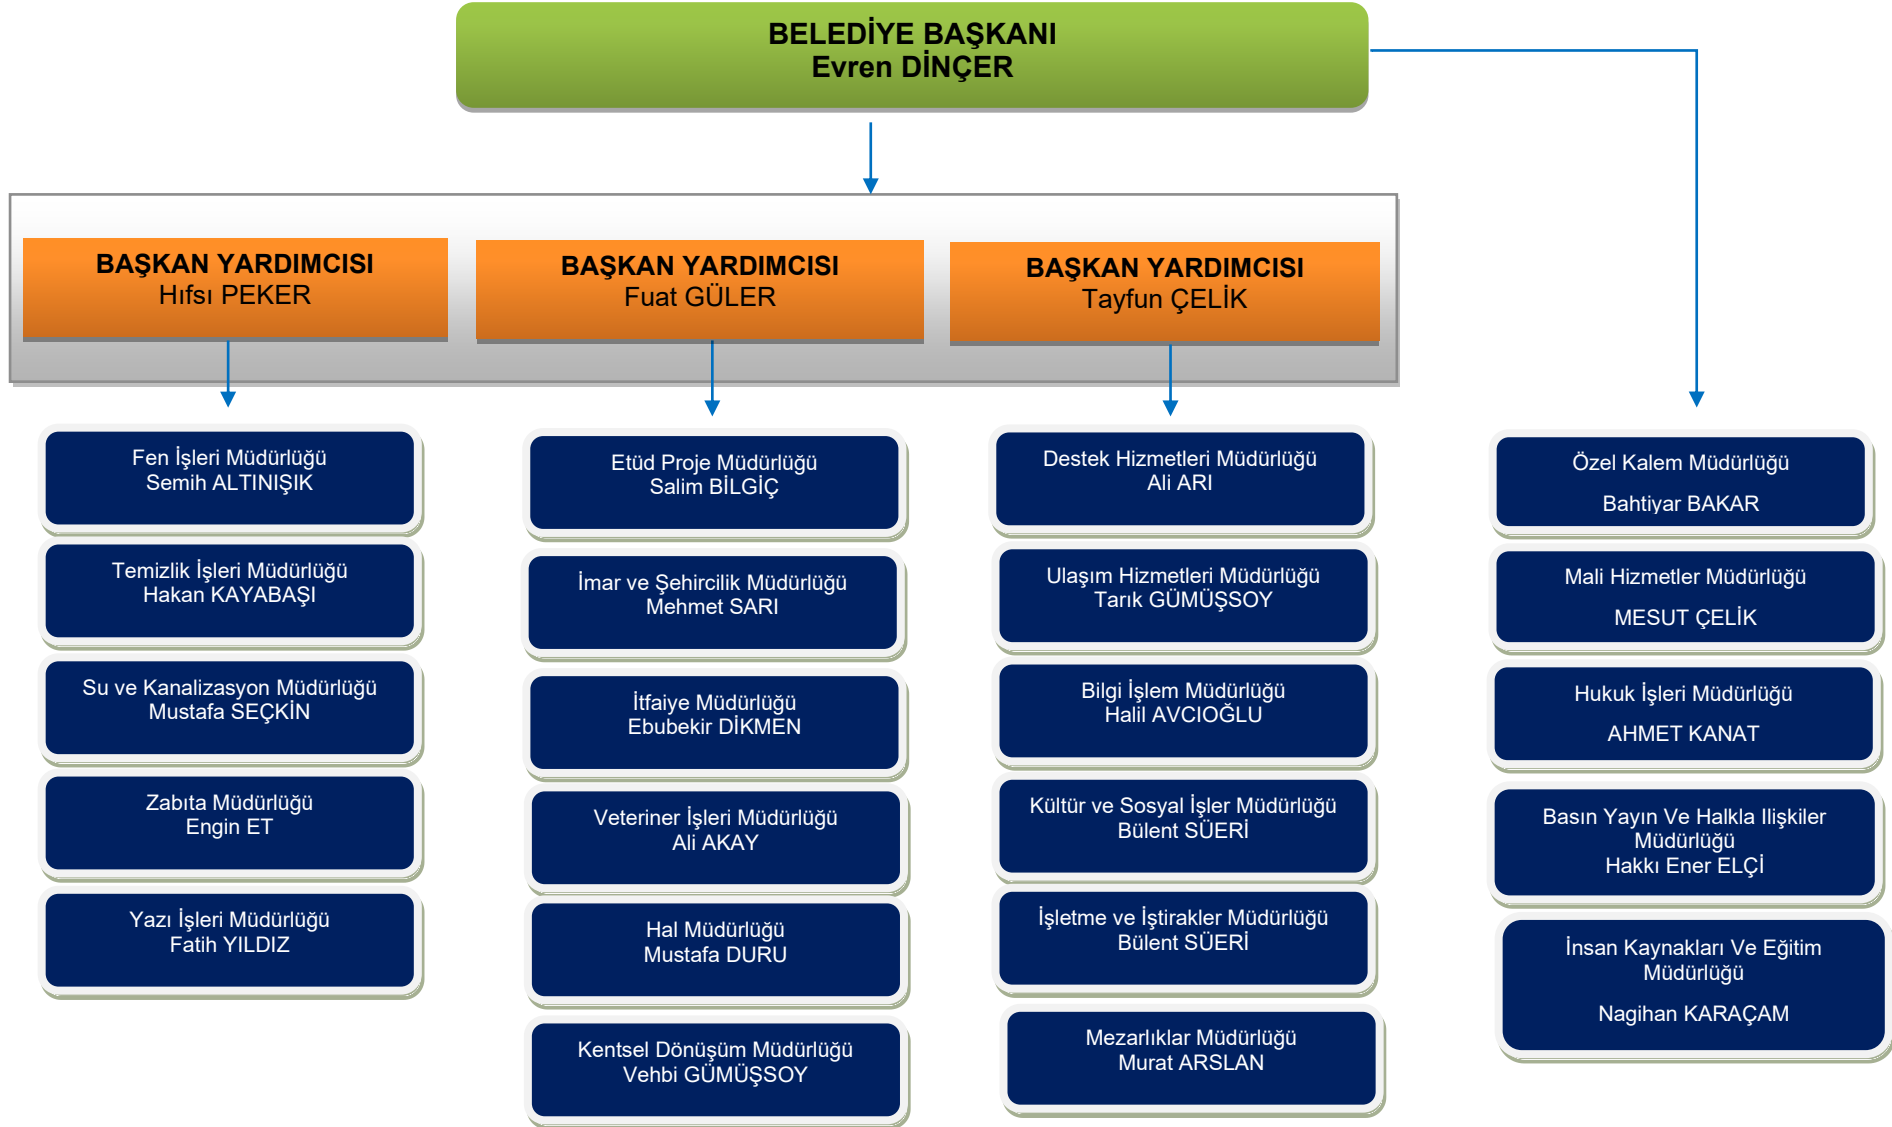 BELEDİYE BAŞKANI
Evren DİNÇER
BAŞKAN YARDIMCISI
Hıfsı PEKER
BAŞKAN YARDIMCISI
Fuat GÜLER
BAŞKAN YARDIMCISI
Tayfun ÇELİK
Fen İşleri Müdürlüğü
Semih ALTINIŞIK
Temizlik İşleri Müdürlüğü
Hakan KAYABAŞI
Su ve Kanalizasyon Müdürlüğü
Mustafa SEÇKİN
Zabıta Müdürlüğü
Engin ET
Yazı İşleri Müdürlüğü
Fatih YILDIZ
Etüd Proje Müdürlüğü
Salim BİLGİÇ
İmar ve Şehircilik Müdürlüğü
Mehmet SARI
İtfaiye Müdürlüğü
Ebubekir DİKMEN
Veteriner İşleri Müdürlüğü
Ali AKAY
Hal Müdürlüğü
Mustafa DURU
Kentsel Dönüşüm Müdürlüğü
Vehbi GÜMÜŞSOY
Destek Hizmetleri Müdürlüğü
Ali ARI
Ulaşım Hizmetleri Müdürlüğü
Tarık GÜMÜŞSOY
Bilgi İşlem Müdürlüğü
Halil AVCIOĞLU
Kültür ve Sosyal İşler Müdürlüğü
Bülent SÜERİ
İşletme ve İştirakler Müdürlüğü
Bülent SÜERİ
Mezarlıklar Müdürlüğü
Murat ARSLAN
Özel Kalem Müdürlüğü
Bahtiyar BAKAR
Mali Hizmetler Müdürlüğü
MESUT ÇELİK
Hukuk İşleri Müdürlüğü
AHMET KANAT
Basın Yayın Ve Halkla Ilişkiler
Müdürlüğü
Hakkı Ener ELÇİ
İnsan Kaynakları Ve Eğitim
Müdürlüğü
Nagihan KARAÇAM